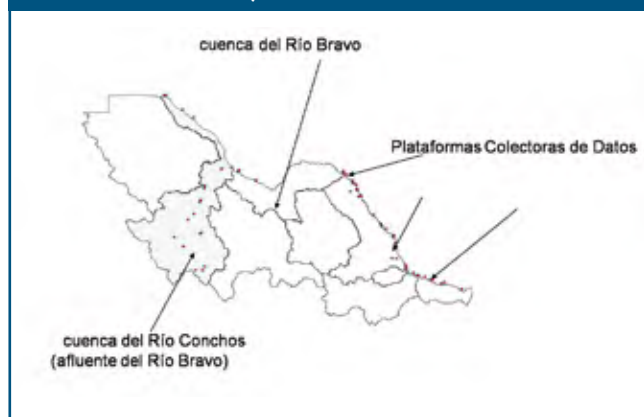 cuenca del Río Bravo
Plataformas Colectoras de Datos
cuenca del Río Conchos
(afluente del Río Bravo)